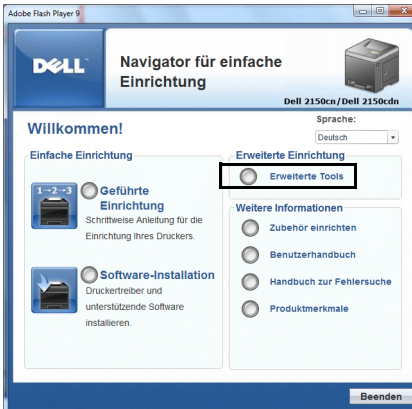 Adobe Flash Player 9
DELL
Navigator für einfache
Einrichtung
Dell 2150cn/Dell 2150cdn
Willkommen!
Sprache:
Deutsch
Einfache Einrichtung
1→2→3
Geführte
Einrichtung
Schrittweise Anleitung für die
Einrichtung Ihres Druckers.
Software-Installation
Druckertreiber und
unterstützende Software
installieren.
Erweiterte Einrichtung
Erweiterte Tools
Weitere Informationen
Zubehör einrichten
Benutzerhandbuch
Handbuch zur Fehlersuche
Produktmerkmale
Beenden